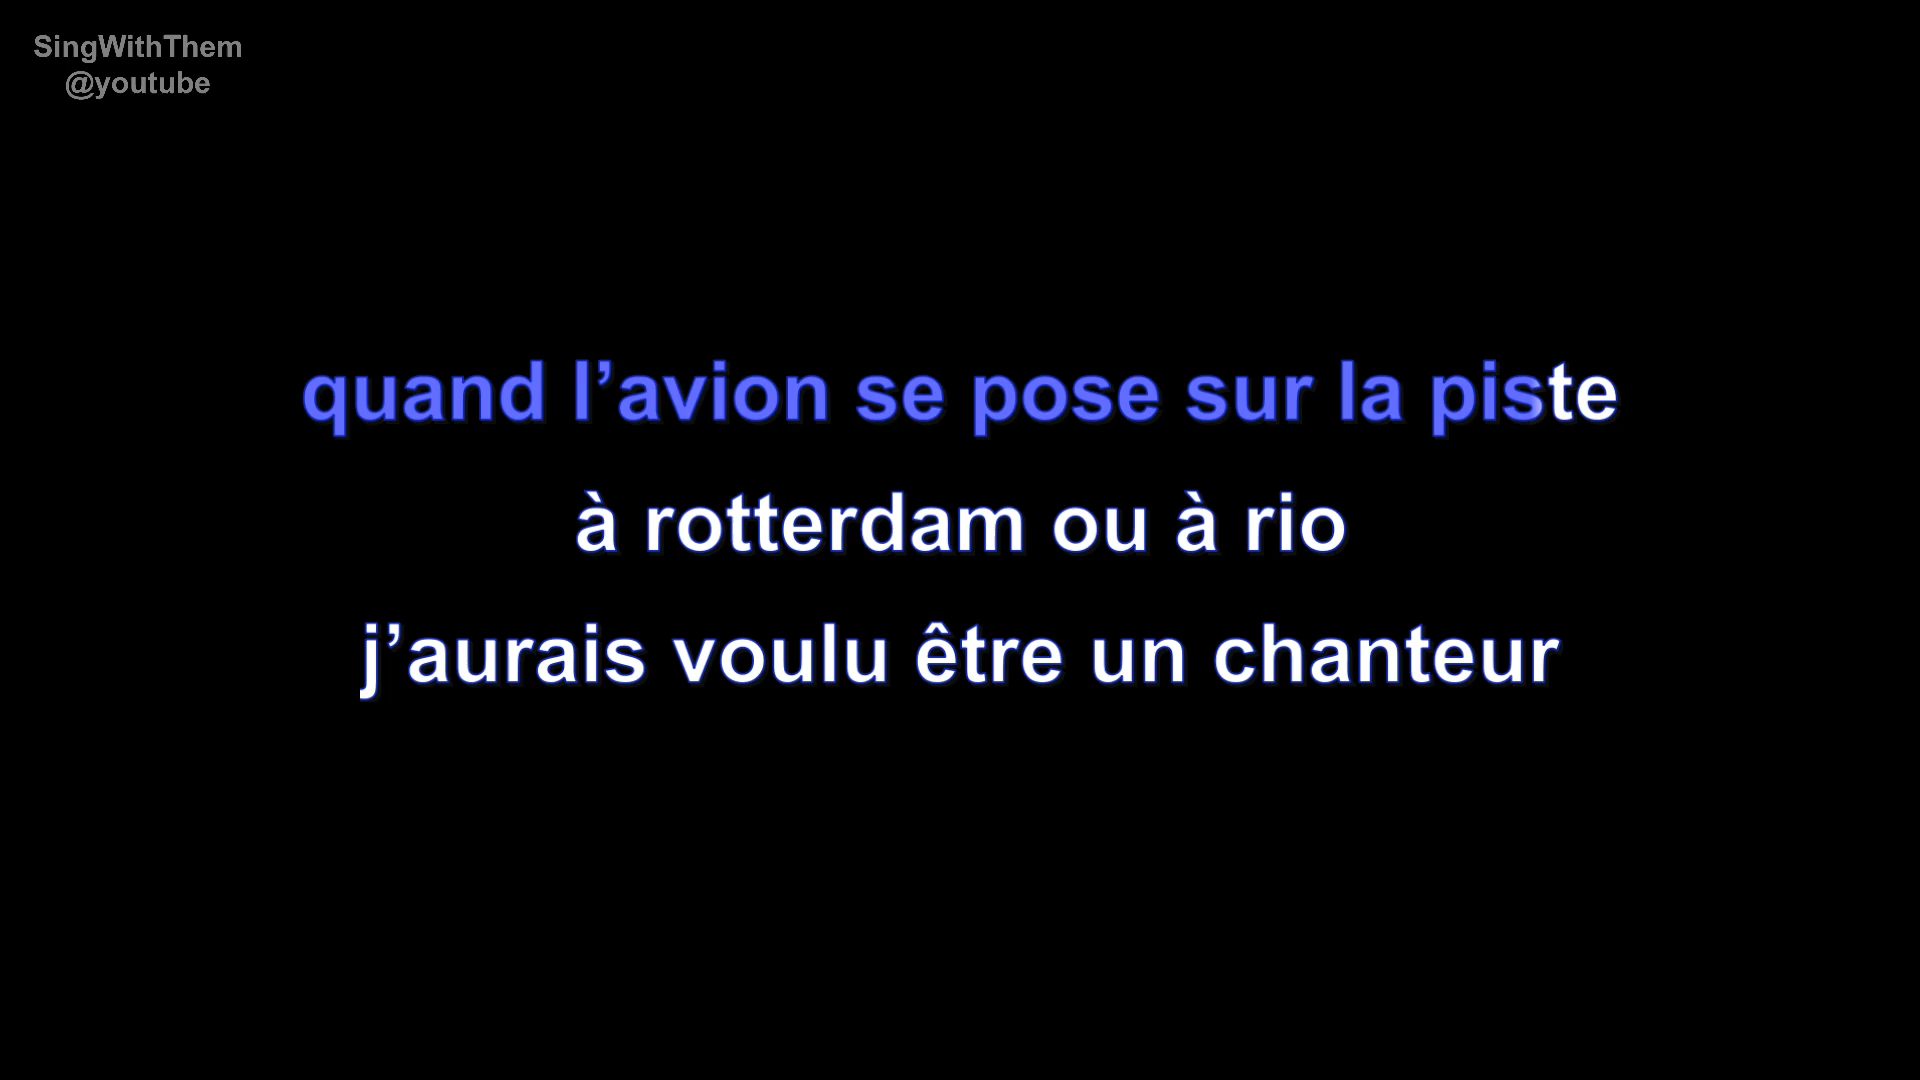 SingWithThem
@youtube
quand l’avion se pose sur la piste
à rotterdam ou à rio
j’aurais voulu être un chanteur